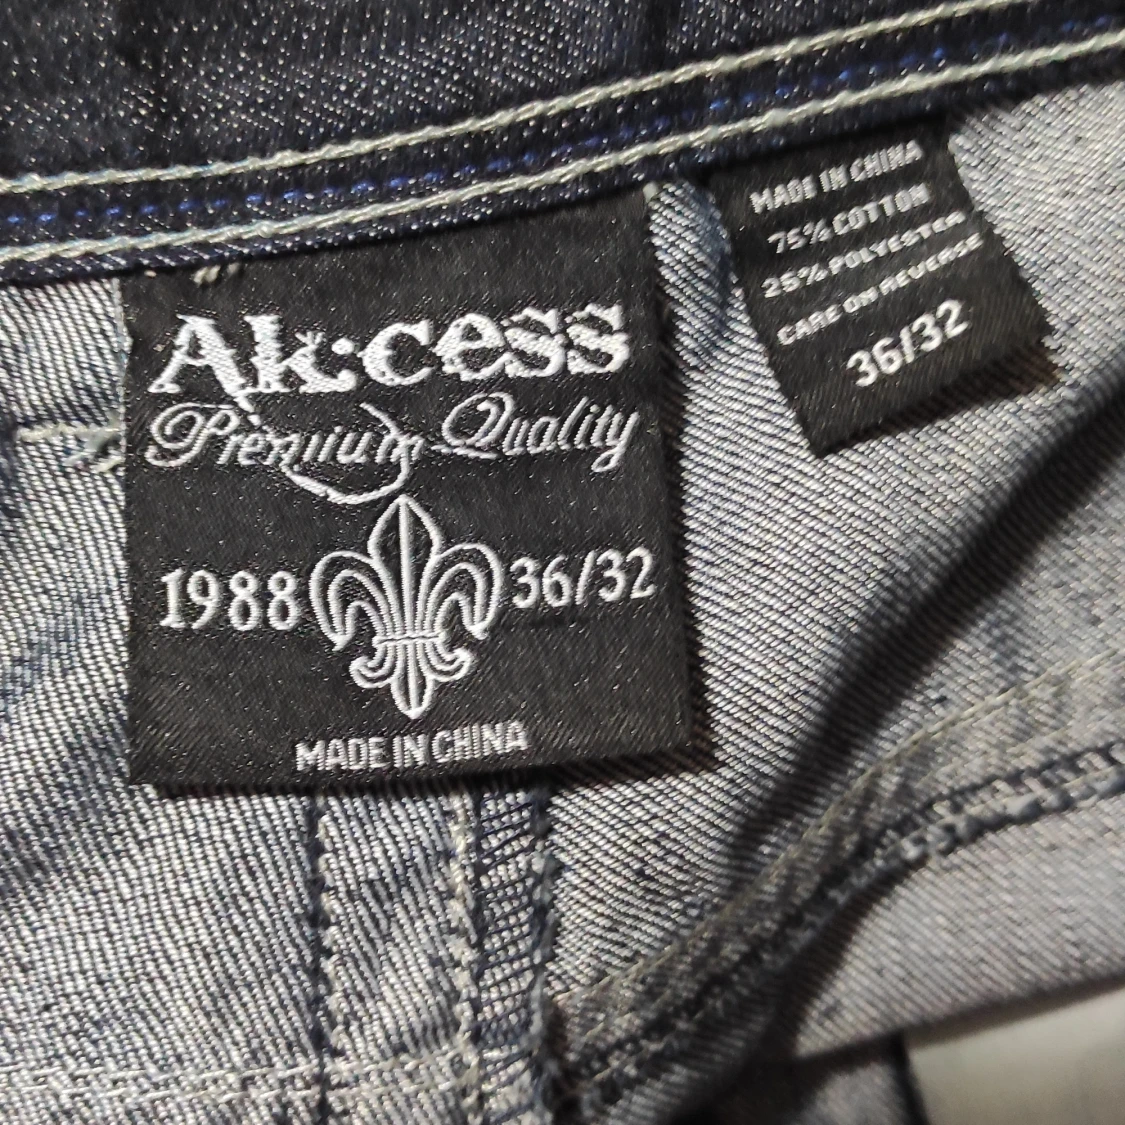 Ak:cess
Premium Quality
1988 36/32
MADE IN CHINA
MADE IN CHINA
75% COTTON
25% POLYESTER
CARE ON REVERSE
36/32